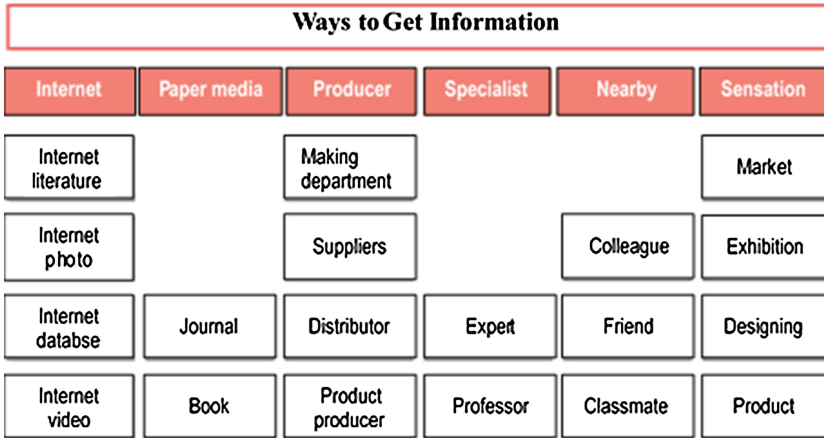 Ways to Get Information
Internet Paper media Producer Specialist Nearby Sensation
Internet
literature
Making
department
Market
Internet
photo
Suppliers
Colleague
Exhibition
Internet
databse
Journal
Distributor
Expert
Friend
Designing
Internet
video
Book
Product
producer
Professor
Classmate
Product